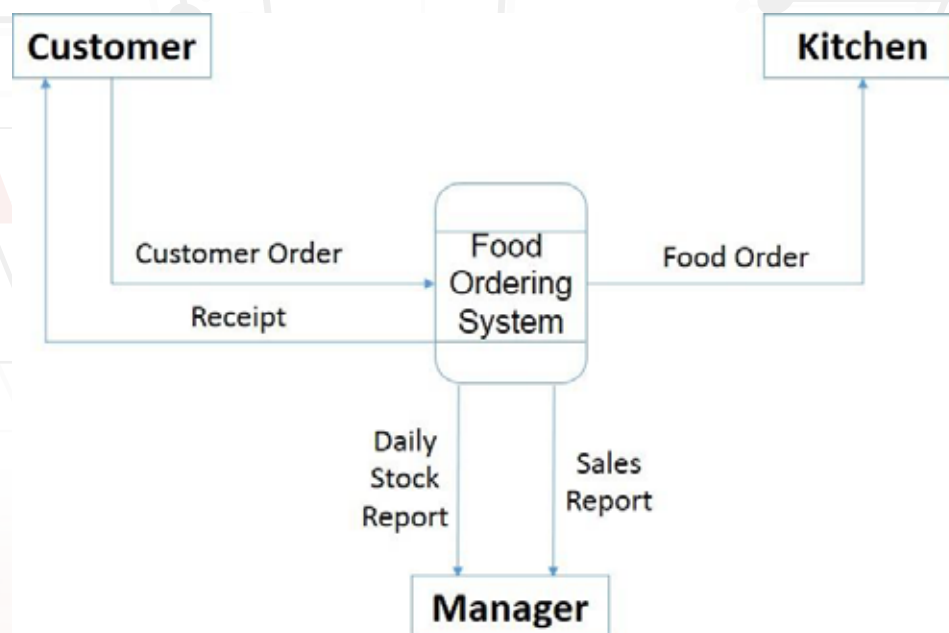 Customer
Kitchen
Customer Order
Receipt
Food
Ordering
System
Food Order
Daily
Stock
Report
Sales
Report
Manager